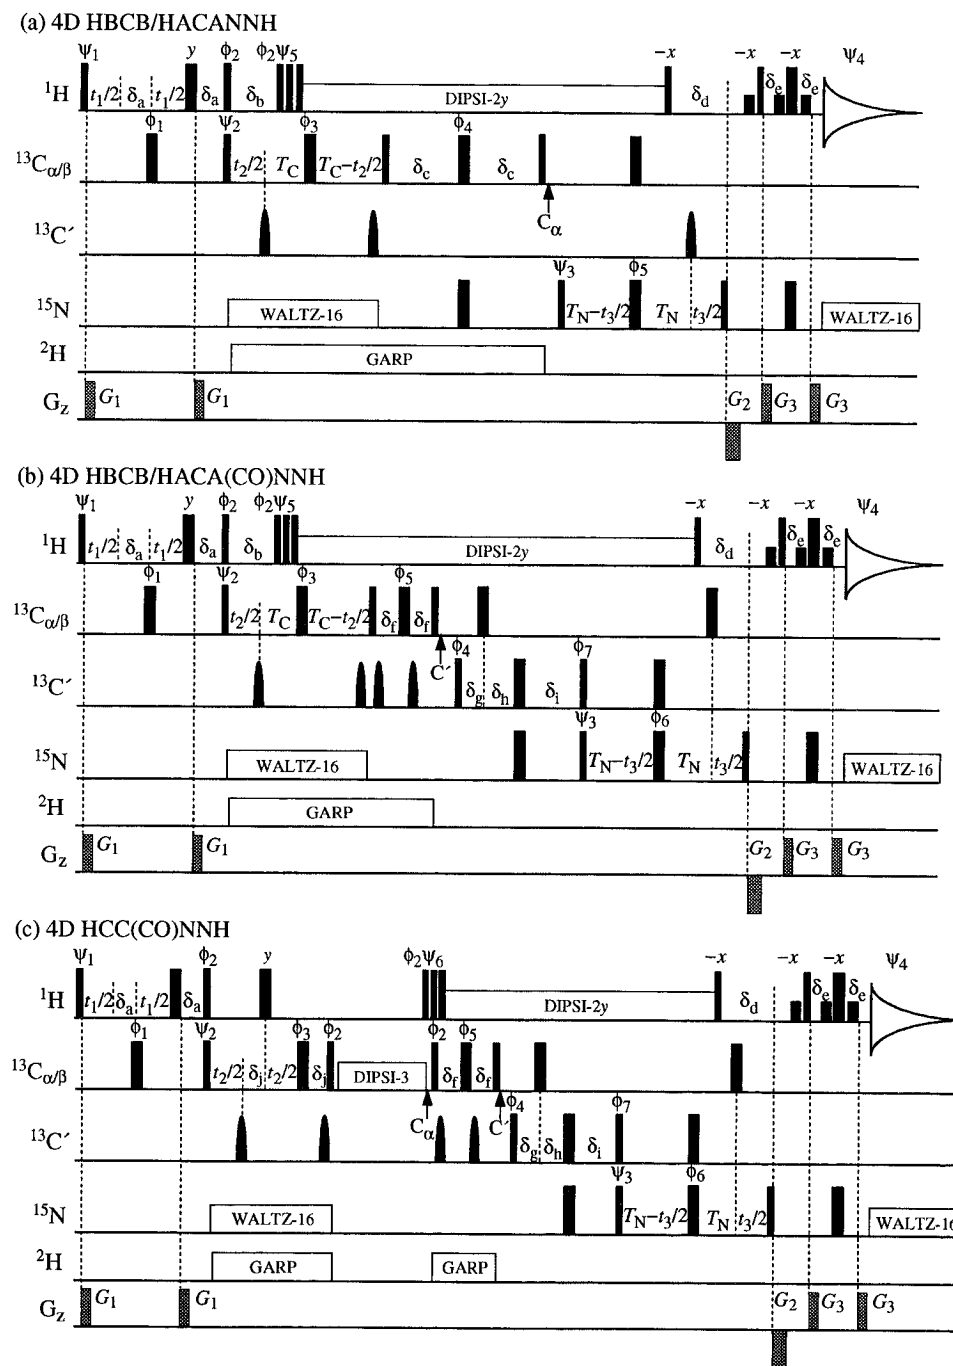 (a) 4D HBCB/HACANNH
ψ1 y ϕ2 ϕ2 ψ5 −x −x −x ψ4
¹H t1/2 δa t1/2 δa δb DIPSI-2y δd δe δe
ϕ1 ψ2 ϕ3 ϕ4
¹³Cα/β t2/2 TC TC−t2/2 δc δc
Cα
¹³C′
ψ3 ϕ5
¹⁵N WALTZ-16 TN−t3/2 TN t3/2 WALTZ-16
²H GARP
Gz G1 G1 G2 G3 G3
(b) 4D HBCB/HACA(CO)NNH
ψ1 y ϕ2 ϕ2 ψ5 −x −x −x ψ4
¹H t1/2 δa t1/2 δa δb DIPSI-2y δd δe δe
ϕ1 ψ2 ϕ3 ϕ5
¹³Cα/β t2/2 TC TC−t2/2 δf δf
C′ ϕ4 ϕ7
¹³C′ δg δh δi
ψ3 ϕ6
¹⁵N WALTZ-16 TN−t3/2 TN t3/2 WALTZ-16
²H GARP
Gz G1 G1 G2 G3 G3
(c) 4D HCC(CO)NNH
ψ1 ϕ2 y ϕ2 ψ6 −x −x −x ψ4
¹H t1/2 δa t1/2 δa DIPSI-2y δd δe δe
ϕ1 ψ2 ϕ3 ϕ2 ϕ2 ϕ5
¹³Cα/β t2/2 δj t2/2 δj DIPSI-3 δf δf
Cα C′ ϕ4 ϕ7
¹³C′ δg δh δi
ψ3 ϕ6
¹⁵N WALTZ-16 TN−t3/2 TN t3/2 WALTZ-16
²H GARP GARP
Gz G1 G1 G2 G3 G3